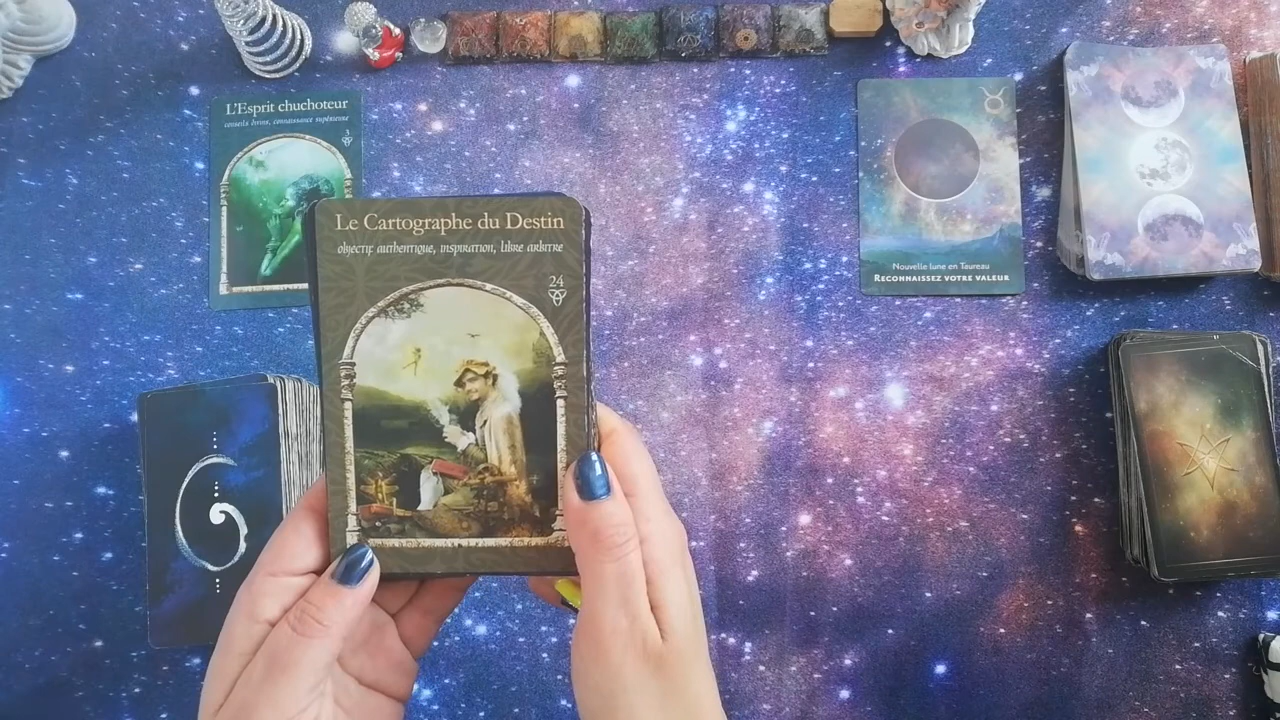 L'Esprit chuchoteur
conseils divins, connaissance supérieure
3
Le Cartographe du Destin
objectif authentique, inspiration, libre arbitre
24
Nouvelle lune en Taureau
RECONNAISSEZ VOTRE VALEUR